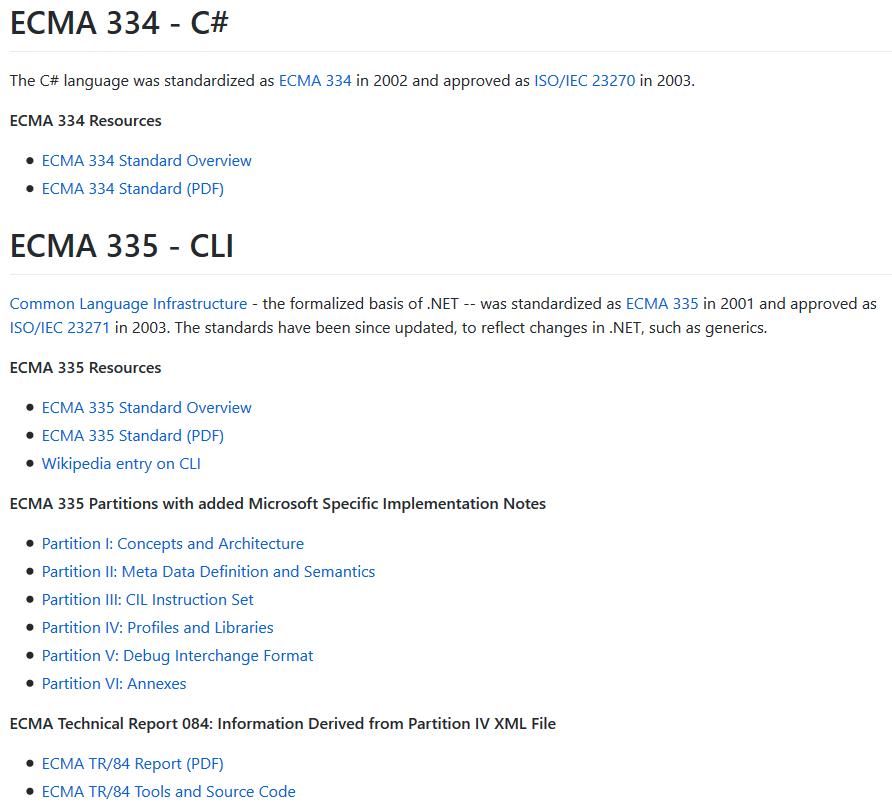 ECMA 334 - C#
The C# language was standardized as ECMA 334 in 2002 and approved as ISO/IEC 23270 in 2003.
ECMA 334 Resources
ECMA 334 Standard Overview
ECMA 334 Standard (PDF)
ECMA 335 - CLI
Common Language Infrastructure - the formalized basis of .NET -- was standardized as ECMA 335 in 2001 and approved as
ISO/IEC 23271 in 2003. The standards have been since updated, to reflect changes in .NET, such as generics.
ECMA 335 Resources
ECMA 335 Standard Overview
ECMA 335 Standard (PDF)
Wikipedia entry on CLI
ECMA 335 Partitions with added Microsoft Specific Implementation Notes
Partition I: Concepts and Architecture
Partition II: Meta Data Definition and Semantics
Partition III: CIL Instruction Set
Partition IV: Profiles and Libraries
Partition V: Debug Interchange Format
Partition VI: Annexes
ECMA Technical Report 084: Information Derived from Partition IV XML File
ECMA TR/84 Report (PDF)
ECMA TR/84 Tools and Source Code